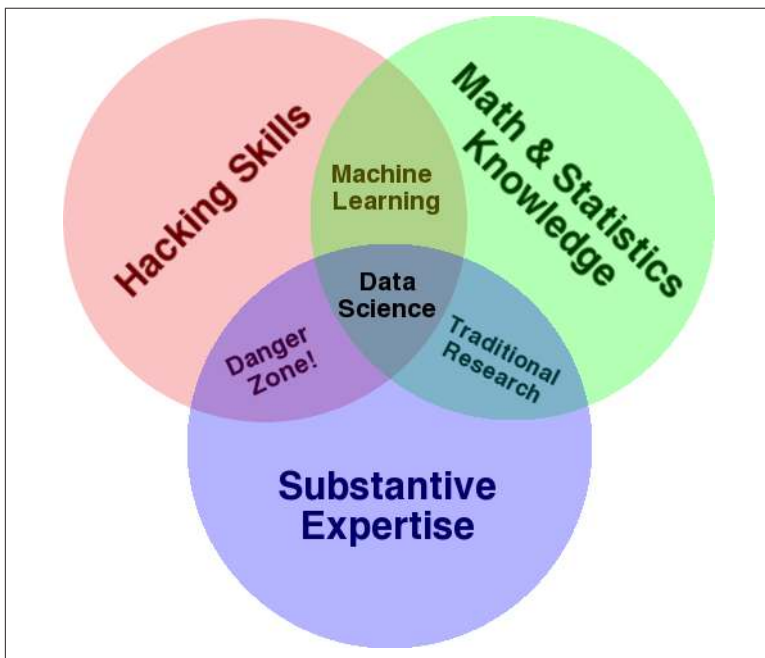 Hacking Skills
Math & Statistics
Knowledge
Machine
Learning
Data
Science
Danger
Zone!
Traditional
Research
Substantive
Expertise